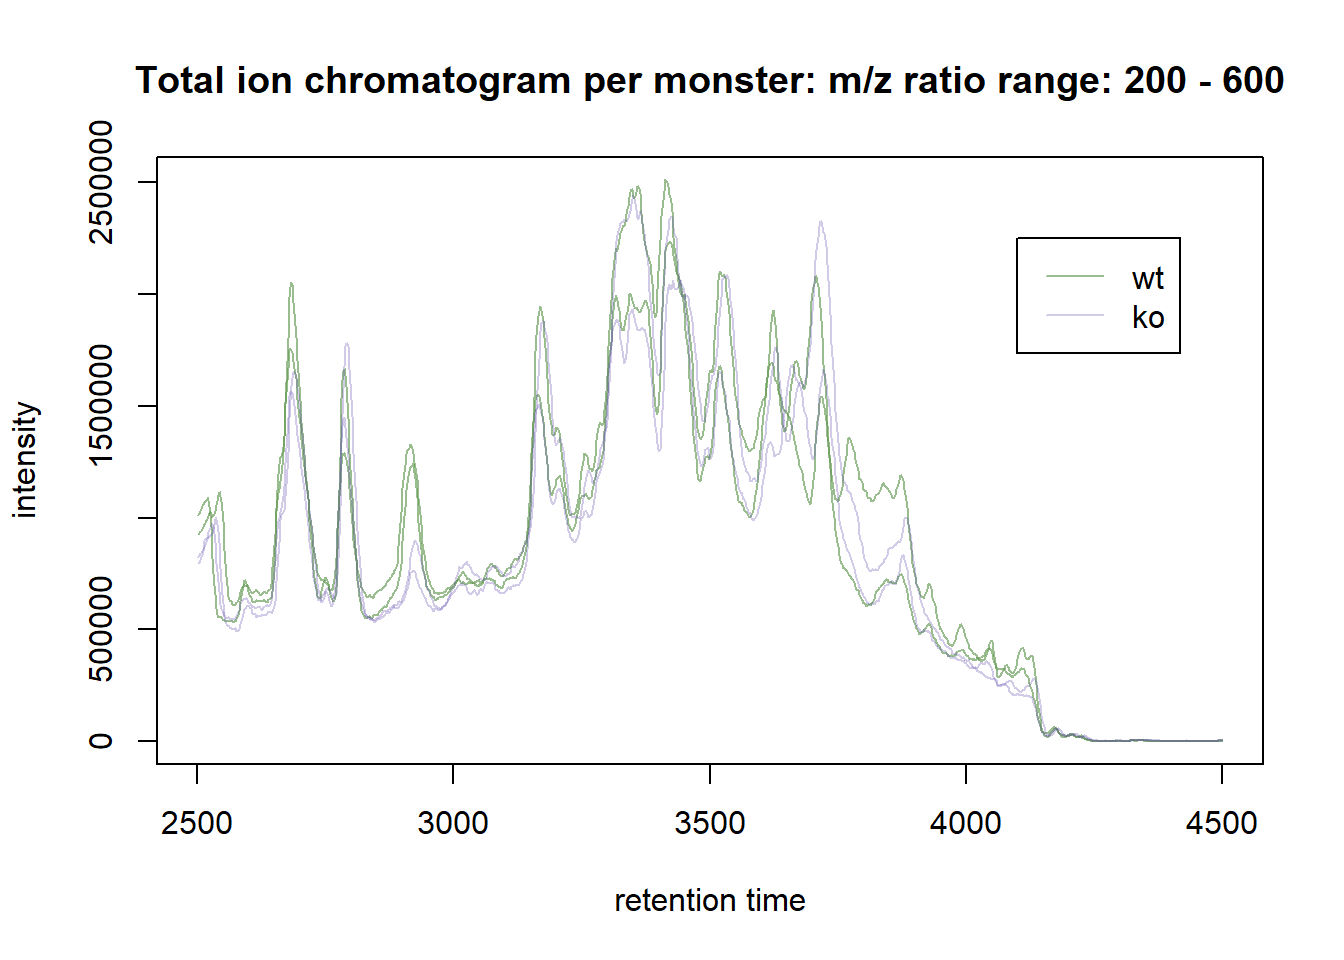 Total ion chromatogram per monster: m/z ratio range: 200 - 600
2500000
1500000
500000
0
intensity
wt
ko
2500
3000
3500
4000
4500
retention time